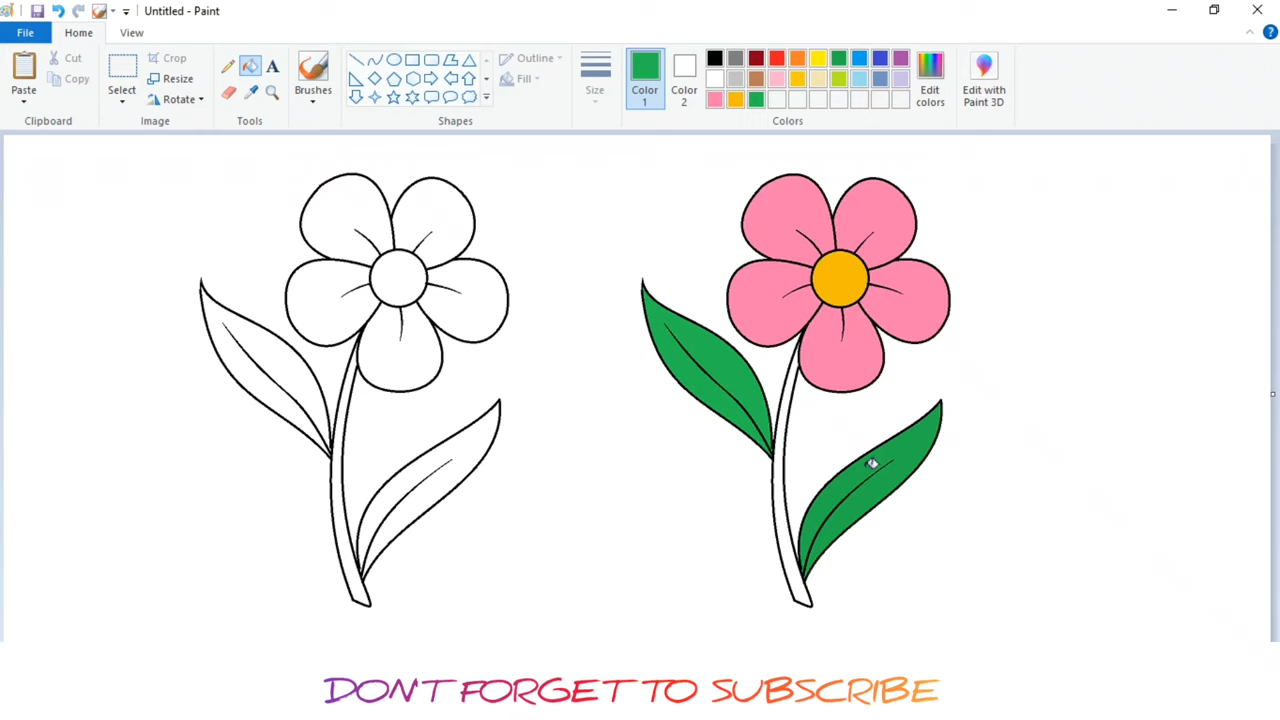 Untitled - Paint
File Home View
Paste
Cut
Copy
Clipboard
Select
Crop
Resize
Rotate
Image
A
Tools
Brushes
Outline
Fill
Shapes
Size
Color 1
Color 2
Colors
Edit colors
Edit with Paint 3D
?
DON'T FORGET TO SUBSCRIBE